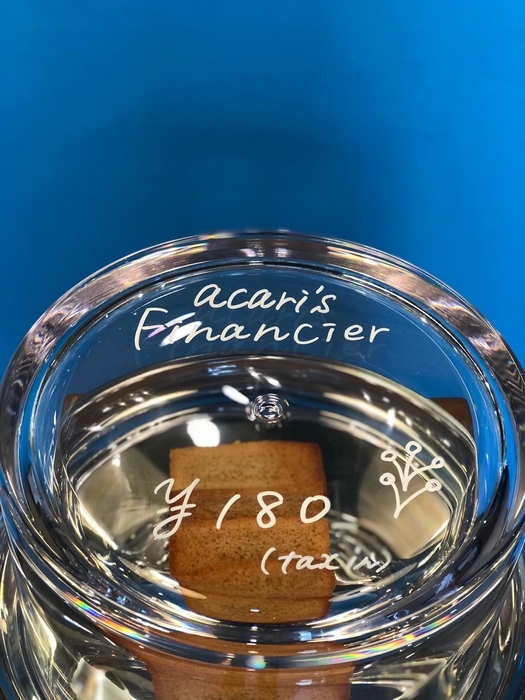 acari's
Financier
¥180
(tax in)